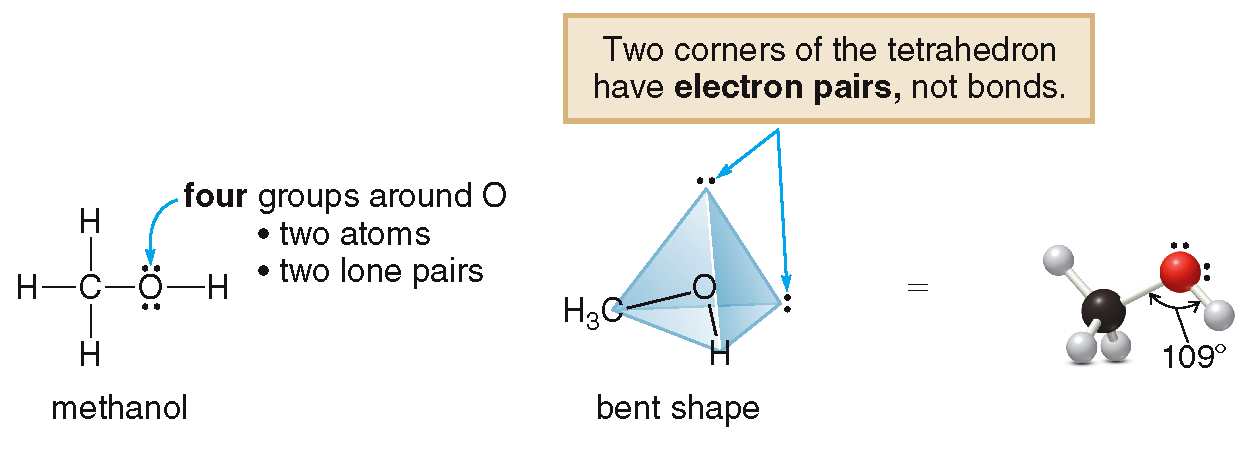 Two corners of the tetrahedron
have electron pairs, not bonds.
four groups around O
• two atoms
• two lone pairs
H
H—C—Ö—H
H
methanol
H₃C
O
H
bent shape
=
109°